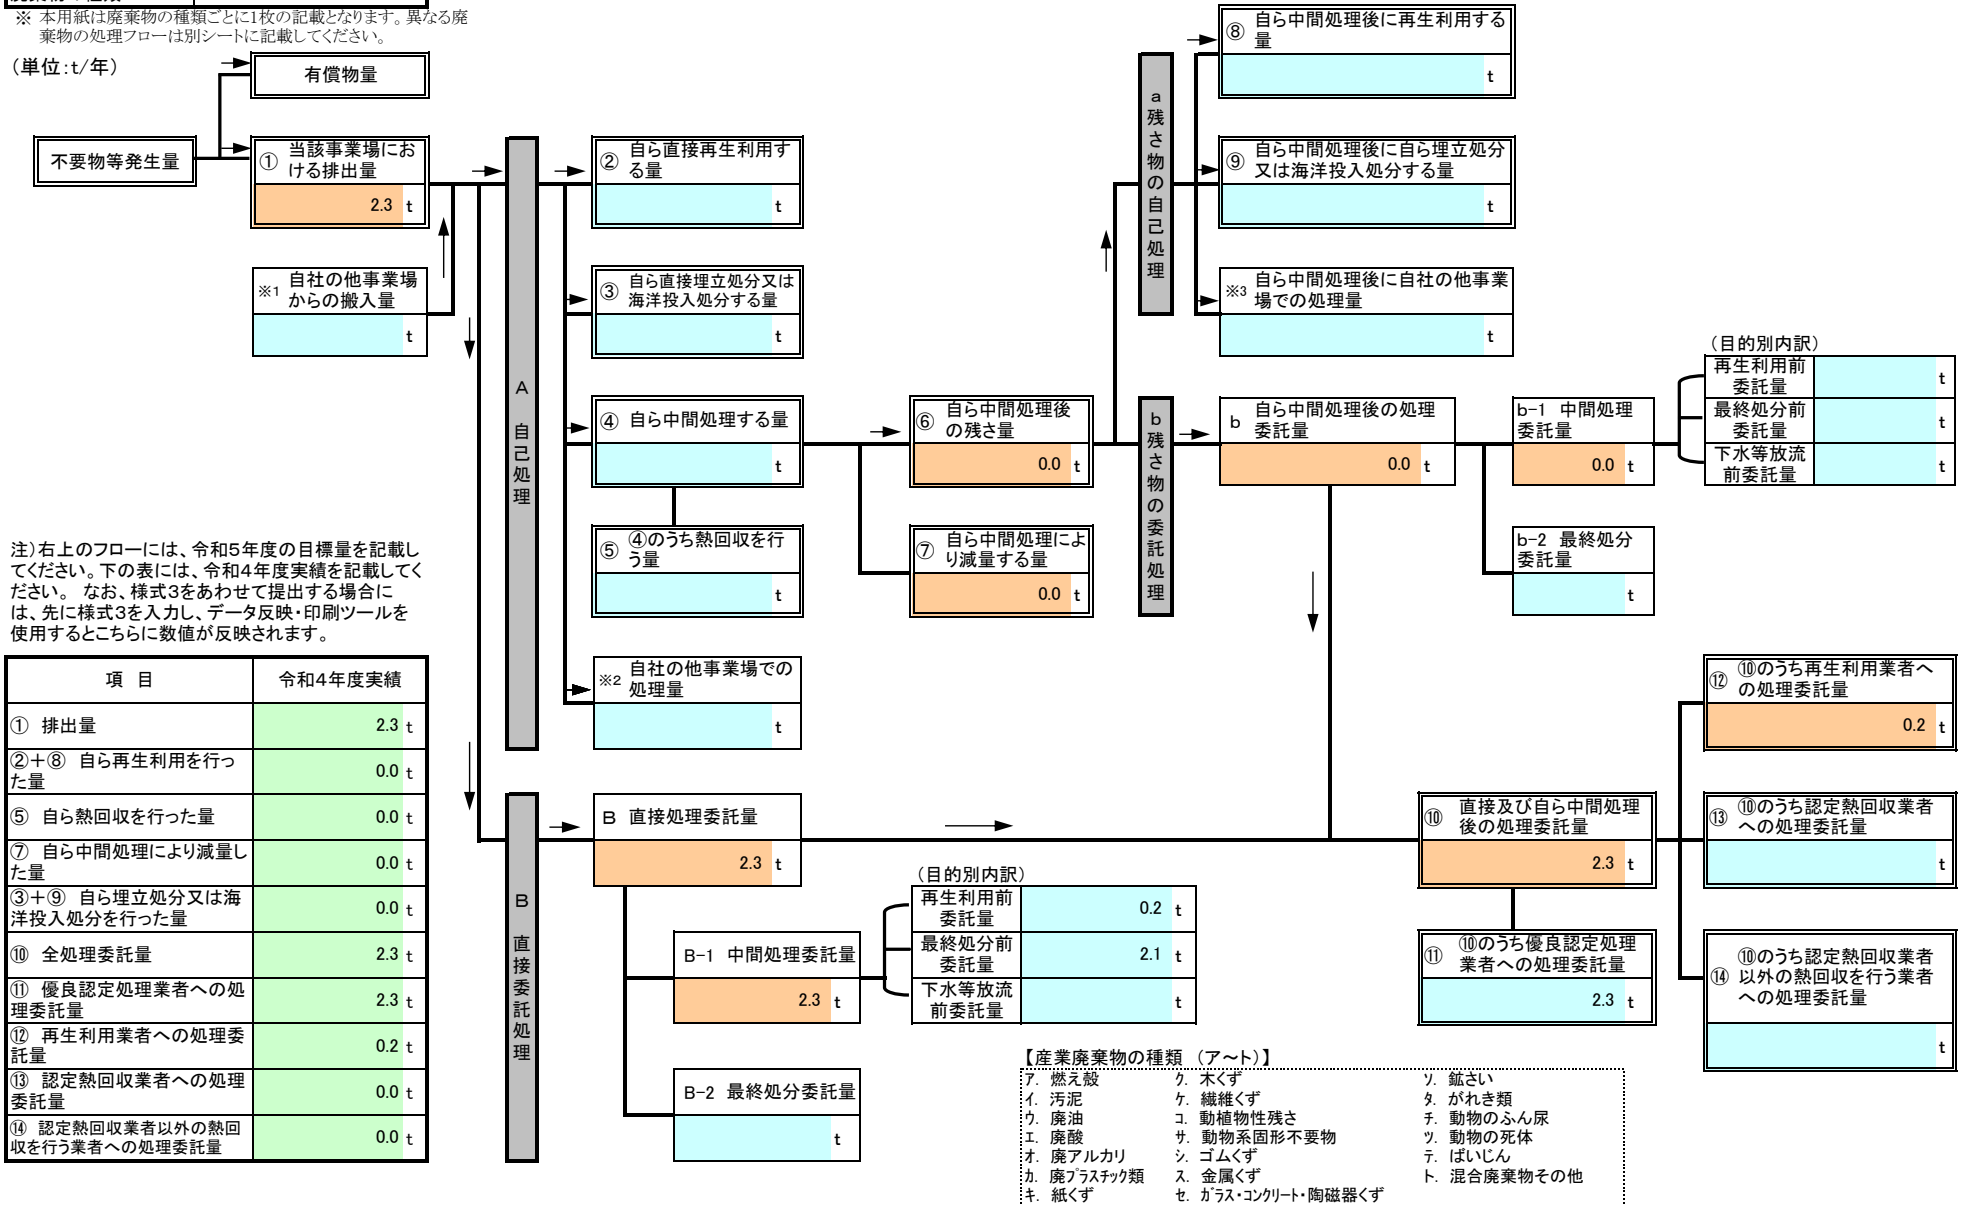 ※ 本用紙は廃棄物の種類ごとに1枚の記載となります。異なる廃
棄物の処理フローは別シートに記載してください。
(単位:t/年)
有償物量
不要物等発生量
① 当該事業場にお
ける排出量
2.3 t
※1 自社の他事業場
からの搬入量
t
A 自己処理
② 自ら直接再生利用す
る量
t
③ 自ら直接埋立処分又は
海洋投入処分する量
t
④ 自ら中間処理する量
t
⑤ ④のうち熱回収を行
う量
t
※2 自社の他事業場での
処理量
t
⑥ 自ら中間処理後
の残さ量
0.0 t
⑦ 自ら中間処理によ
り減量する量
0.0 t
a 残さ物の自己処理
⑧ 自ら中間処理後に再生利用する
量
t
⑨ 自ら中間処理後に自ら埋立処分
又は海洋投入処分する量
t
※3 自ら中間処理後に自社の他事業
場での処理量
t
b 残さ物の委託処理
b 自ら中間処理後の処理
委託量
0.0 t
b-1 中間処理
委託量
0.0 t
(目的別内訳)
再生利用前
委託量
t
最終処分前
委託量
t
下水等放流
前委託量
t
b-2 最終処分
委託量
t
注)右上のフローには、令和5年度の目標量を記載し
てください。下の表には、令和4年度実績を記載してく
ださい。 なお、様式3をあわせて提出する場合に
は、先に様式3を入力し、データ反映・印刷ツールを
使用するとこちらに数値が反映されます。
項 目 令和4年度実績
① 排出量 2.3 t
②+⑧ 自ら再生利用を行っ
た量 0.0 t
⑤ 自ら熱回収を行った量 0.0 t
⑦ 自ら中間処理により減量し
た量 0.0 t
③+⑨ 自ら埋立処分又は海
洋投入処分を行った量 0.0 t
⑩ 全処理委託量 2.3 t
⑪ 優良認定処理業者への処
理委託量 2.3 t
⑫ 再生利用業者への処理委
託量 0.2 t
⑬ 認定熱回収業者への処理
委託量 0.0 t
⑭ 認定熱回収業者以外の熱回
収を行う業者への処理委託量 0.0 t
B 直接委託処理
B 直接処理委託量
2.3 t
B-1 中間処理委託量
2.3 t
(目的別内訳)
再生利用前
委託量
0.2 t
最終処分前
委託量
2.1 t
下水等放流
前委託量
t
B-2 最終処分委託量
t
⑩ 直接及び自ら中間処理
後の処理委託量
2.3 t
⑪ ⑩のうち優良認定処理
業者への処理委託量
2.3 t
⑫ ⑩のうち再生利用業者へ
の処理委託量
0.2 t
⑬ ⑩のうち認定熱回収業者
への処理委託量
t
⑭ ⑩のうち認定熱回収業者
以外の熱回収を行う業者
への処理委託量
t
【産業廃棄物の種類 (ア~ト)】
ア. 燃え殻 ク. 木くず ソ. 鉱さい
イ. 汚泥 ケ. 繊維くず タ. がれき類
ウ. 廃油 コ. 動植物性残さ チ. 動物のふん尿
エ. 廃酸 サ. 動物系固形不要物 ツ. 動物の死体
オ. 廃アルカリ シ. ゴムくず テ. ばいじん
カ. 廃プラスチック類 ス. 金属くず ト. 混合廃棄物その他
キ. 紙くず セ. ガラス・コンクリート・陶磁器くず